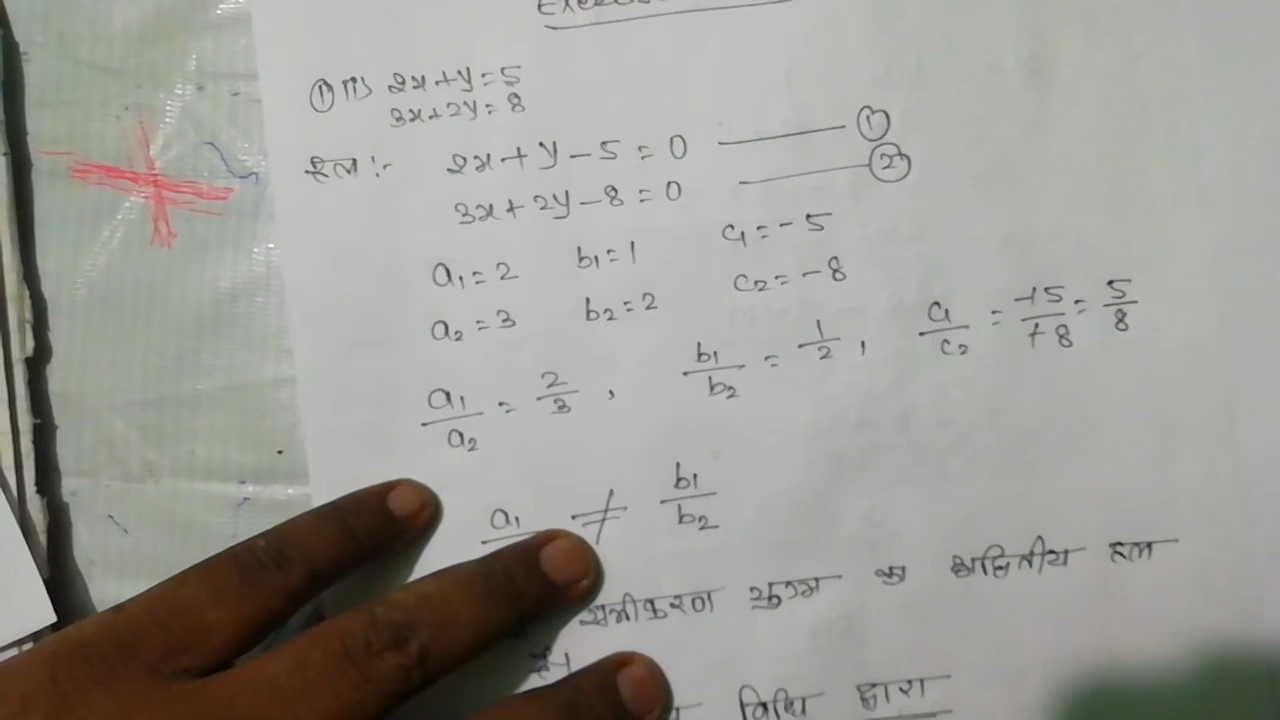 ① (ii) 2x+y=5
3x+2y=8
हल :- 2x+y-5=0 ——— ①
3x+2y-8=0 ——— ②
a₁=2 b₁=1 c₁=-5
a₂=3 b₂=2 c₂=-8
a₁/a₂ = 2/3 , b₁/b₂ = 1/2 , c₁/c₂ = -5/-8 = 5/8
a₁ ≠ b₁/b₂
समीकरण युग्म का अद्वितीय हल
है।
विधि द्वारा